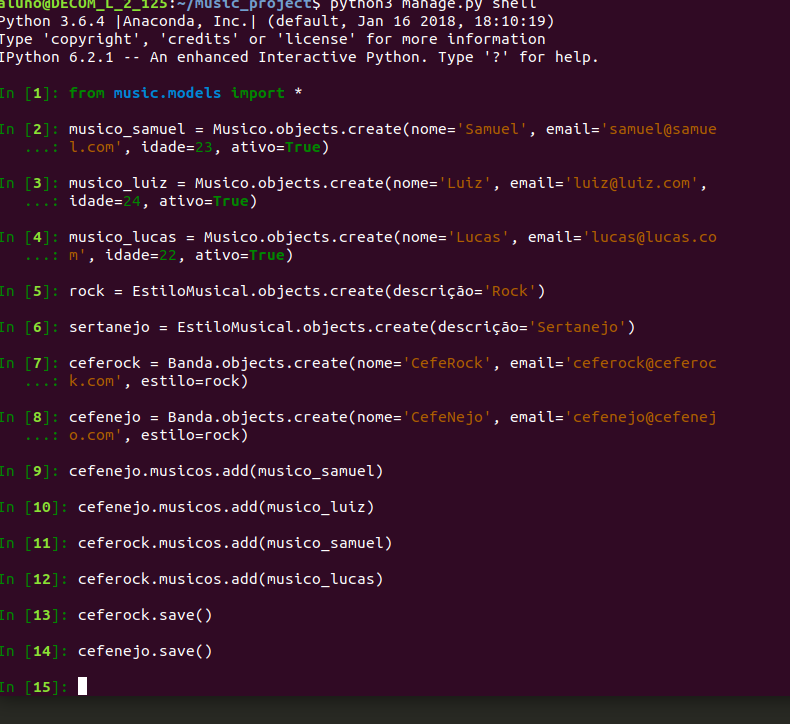 aluno@DECOM_L_2_125:~/music_project$ python3 manage.py shell
Python 3.6.4 |Anaconda, Inc.| (default, Jan 16 2018, 18:10:19)
Type 'copyright', 'credits' or 'license' for more information
IPython 6.2.1 -- An enhanced Interactive Python. Type '?' for help.
In [1]: from music.models import *
In [2]: musico_samuel = Musico.objects.create(nome='Samuel', email='samuel@samue
...: l.com', idade=23, ativo=True)
In [3]: musico_luiz = Musico.objects.create(nome='Luiz', email='luiz@luiz.com',
...: idade=24, ativo=True)
In [4]: musico_lucas = Musico.objects.create(nome='Lucas', email='lucas@lucas.co
...: m', idade=22, ativo=True)
In [5]: rock = EstiloMusical.objects.create(descrição='Rock')
In [6]: sertanejo = EstiloMusical.objects.create(descrição='Sertanejo')
In [7]: ceferock = Banda.objects.create(nome='CefeRock', email='ceferock@ceferoc
...: k.com', estilo=rock)
In [8]: cefenejo = Banda.objects.create(nome='CefeNejo', email='cefenejo@cefenej
...: o.com', estilo=rock)
In [9]: cefenejo.musicos.add(musico_samuel)
In [10]: cefenejo.musicos.add(musico_luiz)
In [11]: ceferock.musicos.add(musico_samuel)
In [12]: ceferock.musicos.add(musico_lucas)
In [13]: ceferock.save()
In [14]: cefenejo.save()
In [15]: